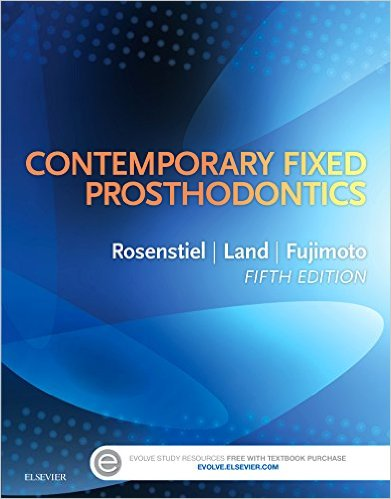 CONTEMPORARY FIXED
PROSTHODONTICS
Rosenstiel | Land | Fujimoto
FIFTH EDITION
e
EVOLVE STUDY RESOURCES FREE WITH TEXTBOOK PURCHASE
EVOLVE.ELSEVIER.COM
ELSEVIER